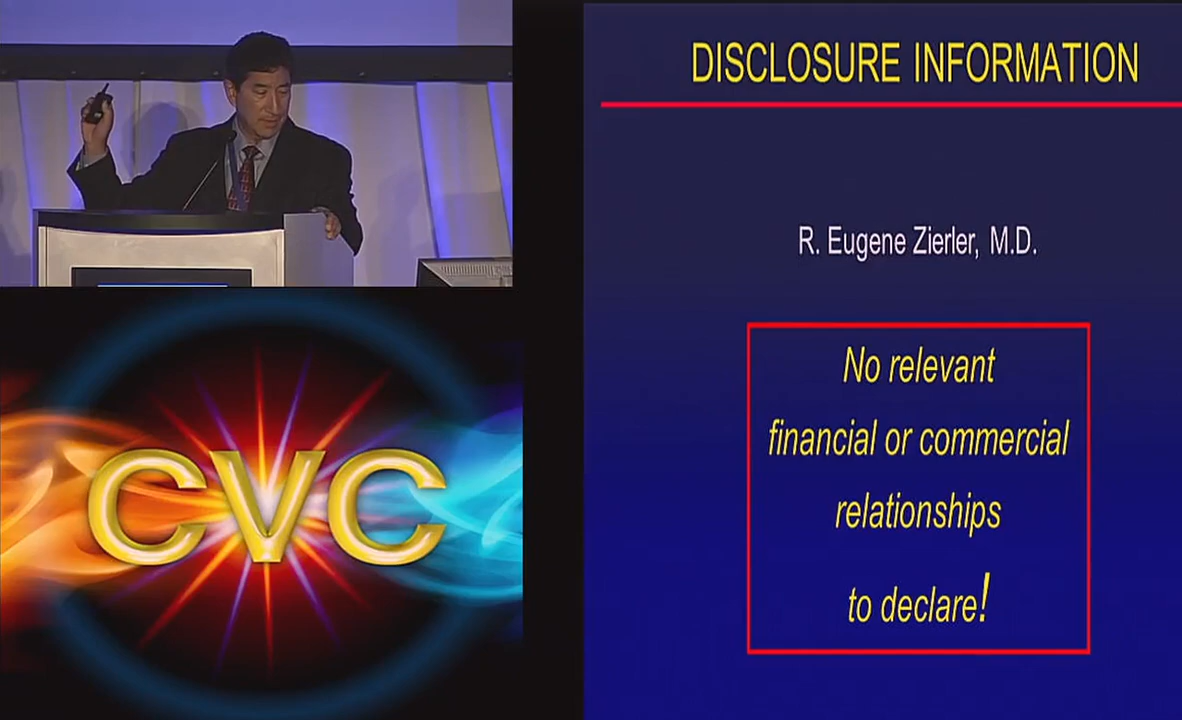 DISCLOSURE INFORMATION
R. Eugene Zierler, M.D.
No relevant
financial or commercial
relationships
to declare!
CVC